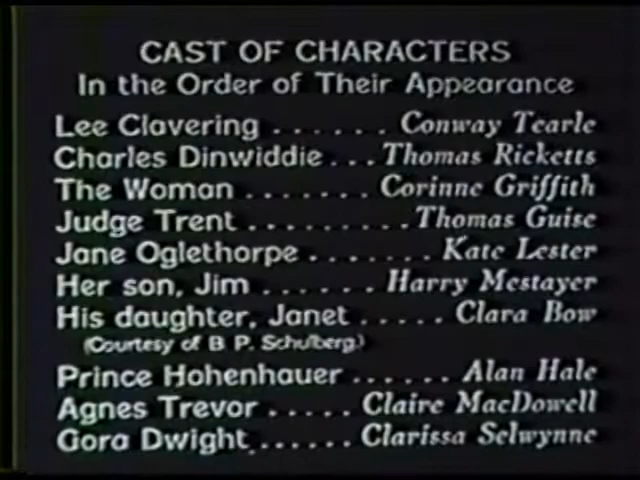 CAST OF CHARACTERS
In the Order of Their Appearance
Lee Clavering ...... Conway Tearle
Charles Dinwiddie ... Thomas Ricketts
The Woman ....... Corinne Griffith
Judge Trent ......... Thomas Guise
Jane Oglethorpe ....... Kate Lester
Her son, Jim ...... Harry Mestayer
His daughter, Janet ..... Clara Bow
(Courtesy of B. P. Schulberg.)
Prince Hohenhauer ...... Alan Hale
Agnes Trevor ..... Claire MacDowell
Gora Dwight ...... Clarissa Selwynne